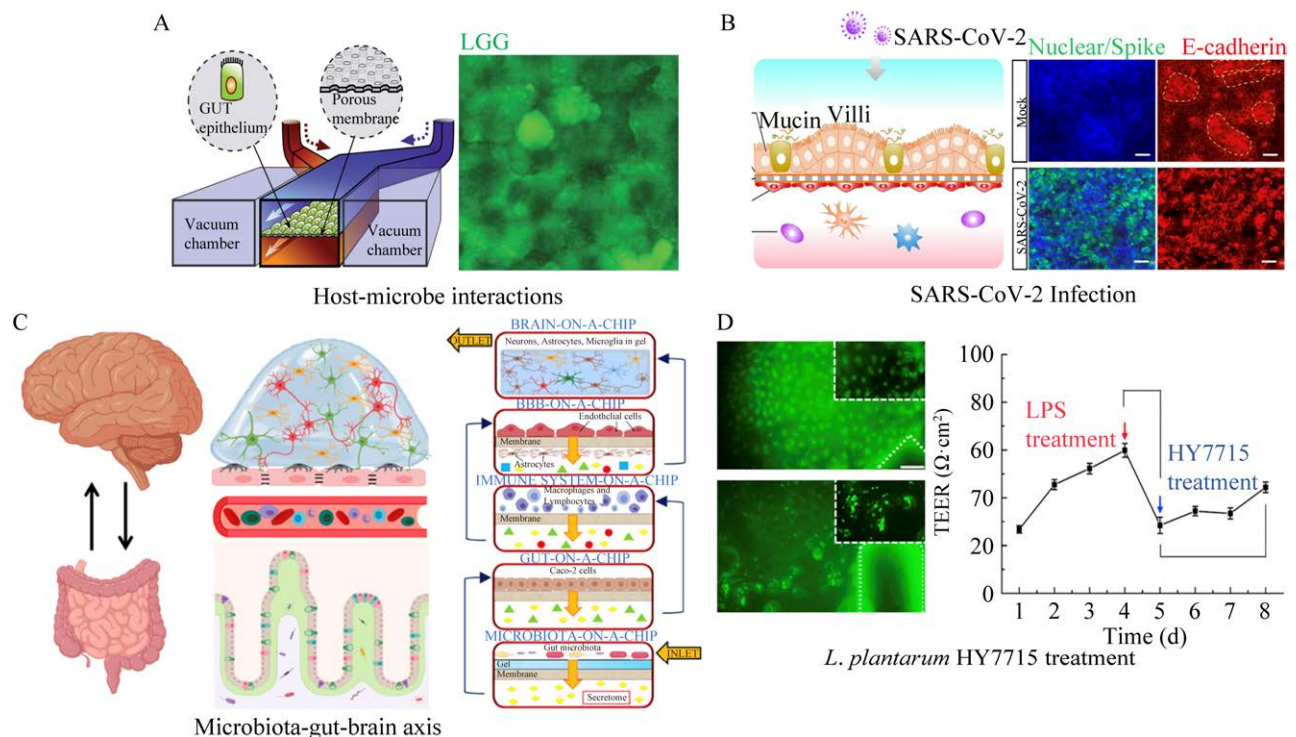 A
GUT
epithelium
Porous
membrane
Vacuum
chamber
Vacuum
chamber
LGG
Host-microbe interactions
B
SARS-CoV-2
Mucin Villi
Nuclear/Spike
E-cadherin
Mock
SARS-CoV-2
SARS-CoV-2 Infection
C
OUTLET
BRAIN-ON-A-CHIP
Neurons, Astrocytes, Microglia in gel
BBB-ON-A-CHIP
Endothelial cells
Membrane
Astrocytes
IMMUNE SYSTEM-ON-A-CHIP
Macrophages and
Lymphocytes
Membrane
GUT-ON-A-CHIP
Caco-2 cells
MICROBIOTA-ON-A-CHIP
Gut microbiota
INLET
Gel
Membrane
Secretome
Microbiota-gut-brain axis
D
TEER (Ω·cm²)
100
80
60
70
20
0
LPS
treatment
HY7715
treatment
1 2 3 4 5 6 7 8
Time (d)
L. plantarum HY7715 treatment